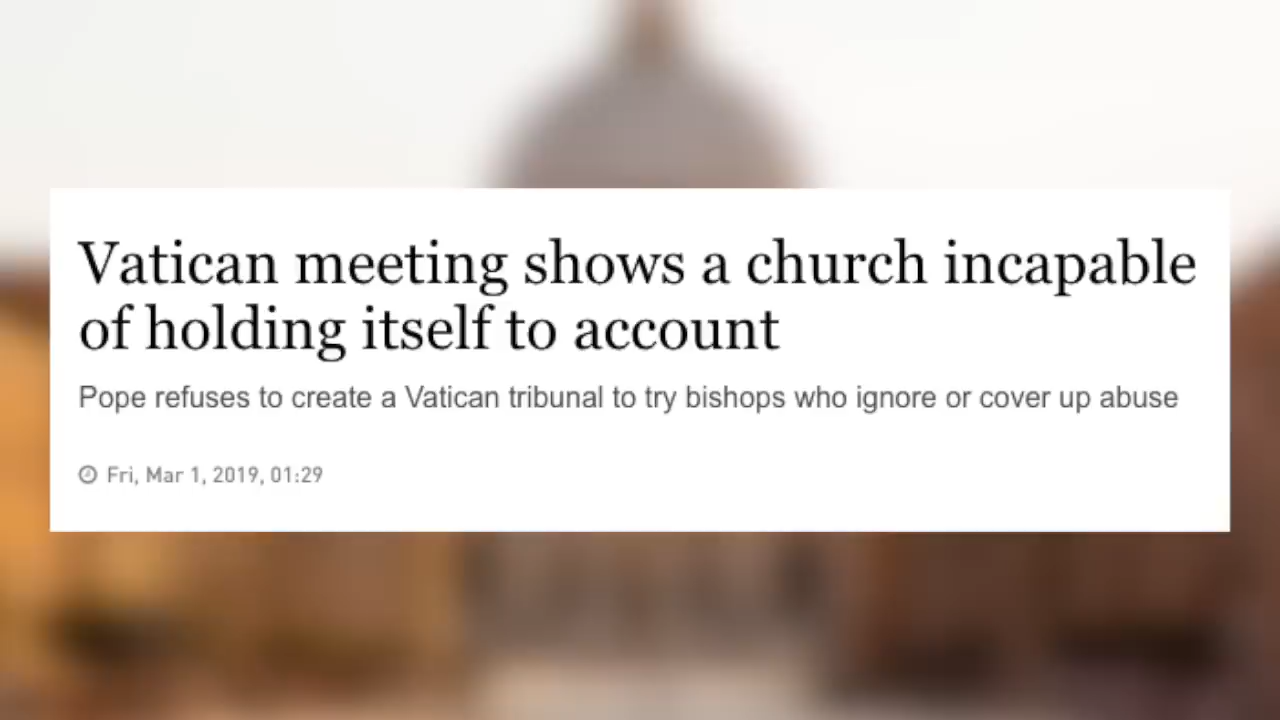 Vatican meeting shows a church incapable
of holding itself to account
Pope refuses to create a Vatican tribunal to try bishops who ignore or cover up abuse
Fri, Mar 1, 2019, 01:29